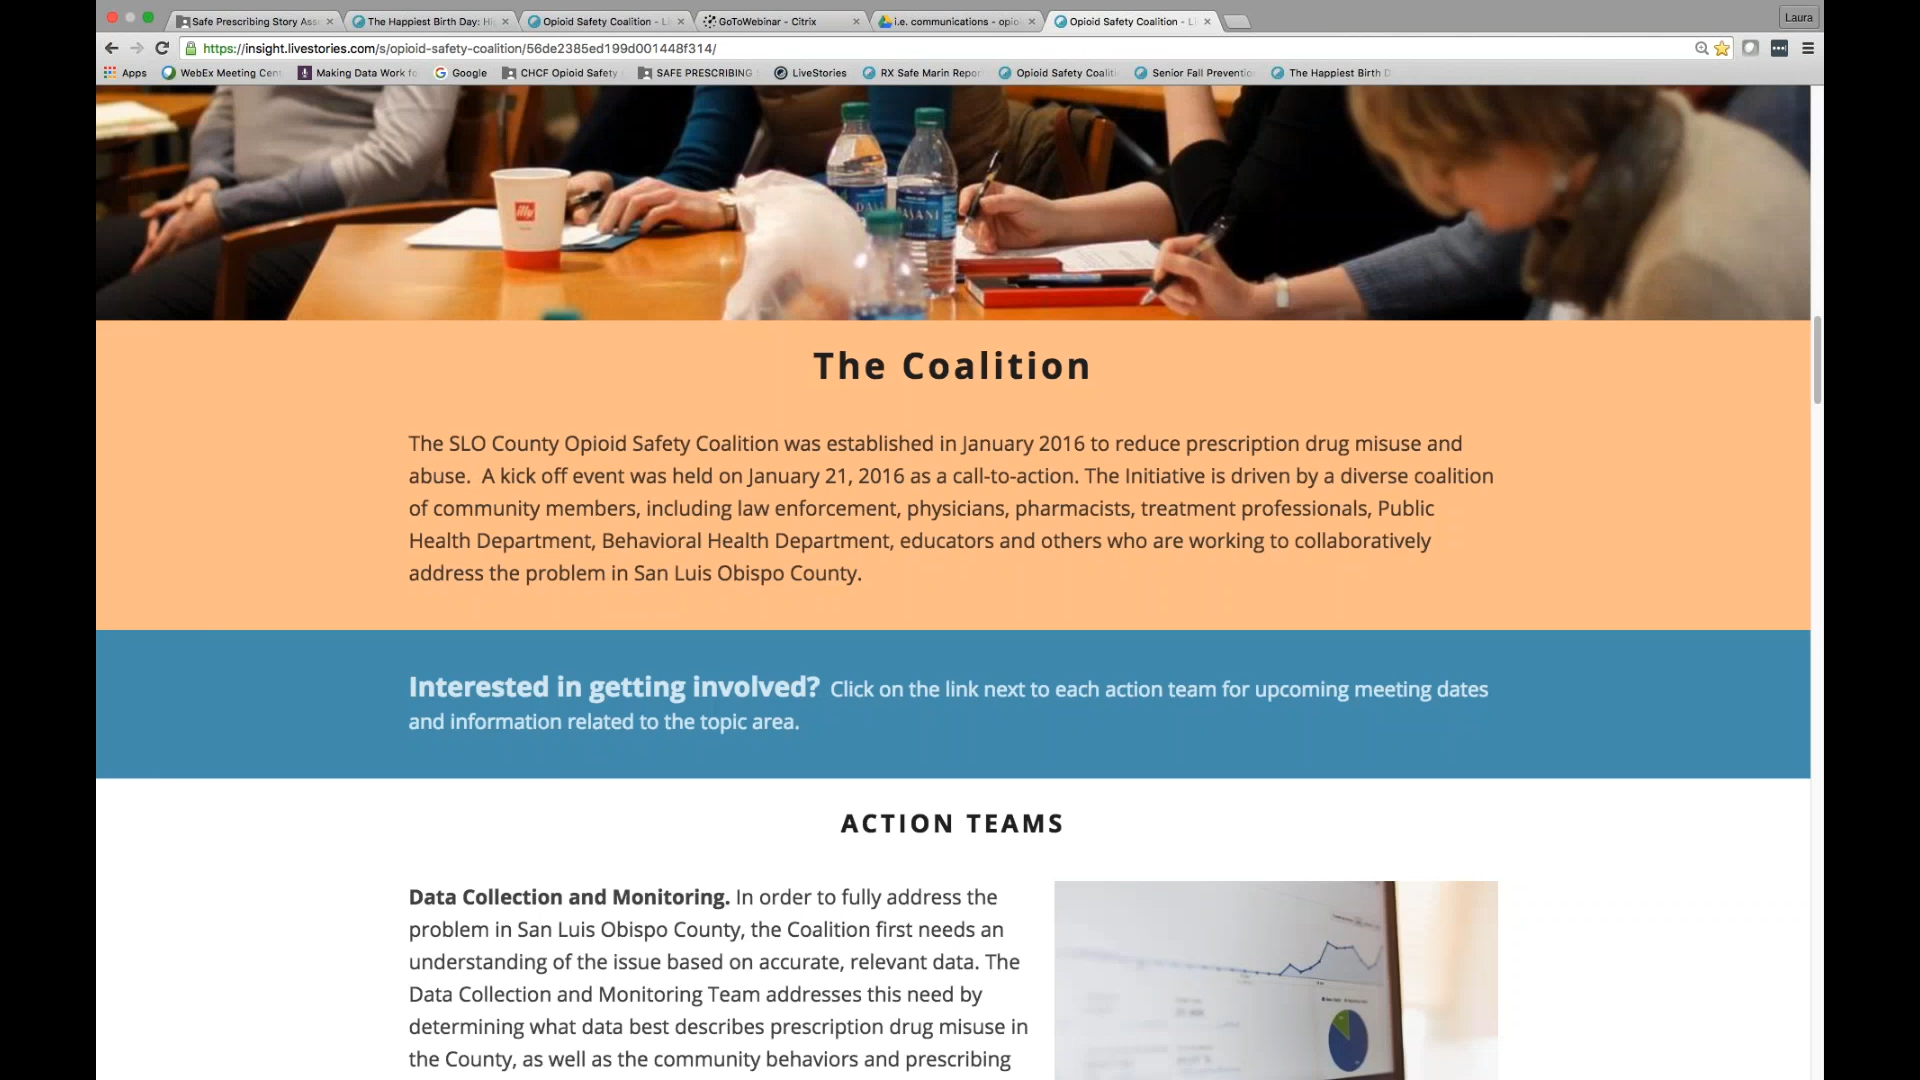 Safe Prescribing Story Ass
The Happiest Birth Day: Hi
Opioid Safety Coalition - Li
GoToWebinar - Citrix
i.e. communications - opio
Opioid Safety Coalition - Li
Laura
https://insight.livestories.com/s/opioid-safety-coalition/56de2385ed199d001448f314/
Apps
WebEx Meeting Cent
Making Data Work fo
Google
CHCF Opioid Safety
SAFE PRESCRIBING
LiveStories
RX Safe Marin Repor
Opioid Safety Coaliti
Senior Fall Preventio
The Happiest Birth D
illy
DASANI
The Coalition
The SLO County Opioid Safety Coalition was established in January 2016 to reduce prescription drug misuse and
abuse.  A kick off event was held on January 21, 2016 as a call-to-action. The Initiative is driven by a diverse coalition
of community members, including law enforcement, physicians, pharmacists, treatment professionals, Public
Health Department, Behavioral Health Department, educators and others who are working to collaboratively
address the problem in San Luis Obispo County.
Interested in getting involved?  Click on the link next to each action team for upcoming meeting dates
and information related to the topic area.
ACTION TEAMS
Data Collection and Monitoring. In order to fully address the
problem in San Luis Obispo County, the Coalition first needs an
understanding of the issue based on accurate, relevant data. The
Data Collection and Monitoring Team addresses this need by
determining what data best describes prescription drug misuse in
the County, as well as the community behaviors and prescribing